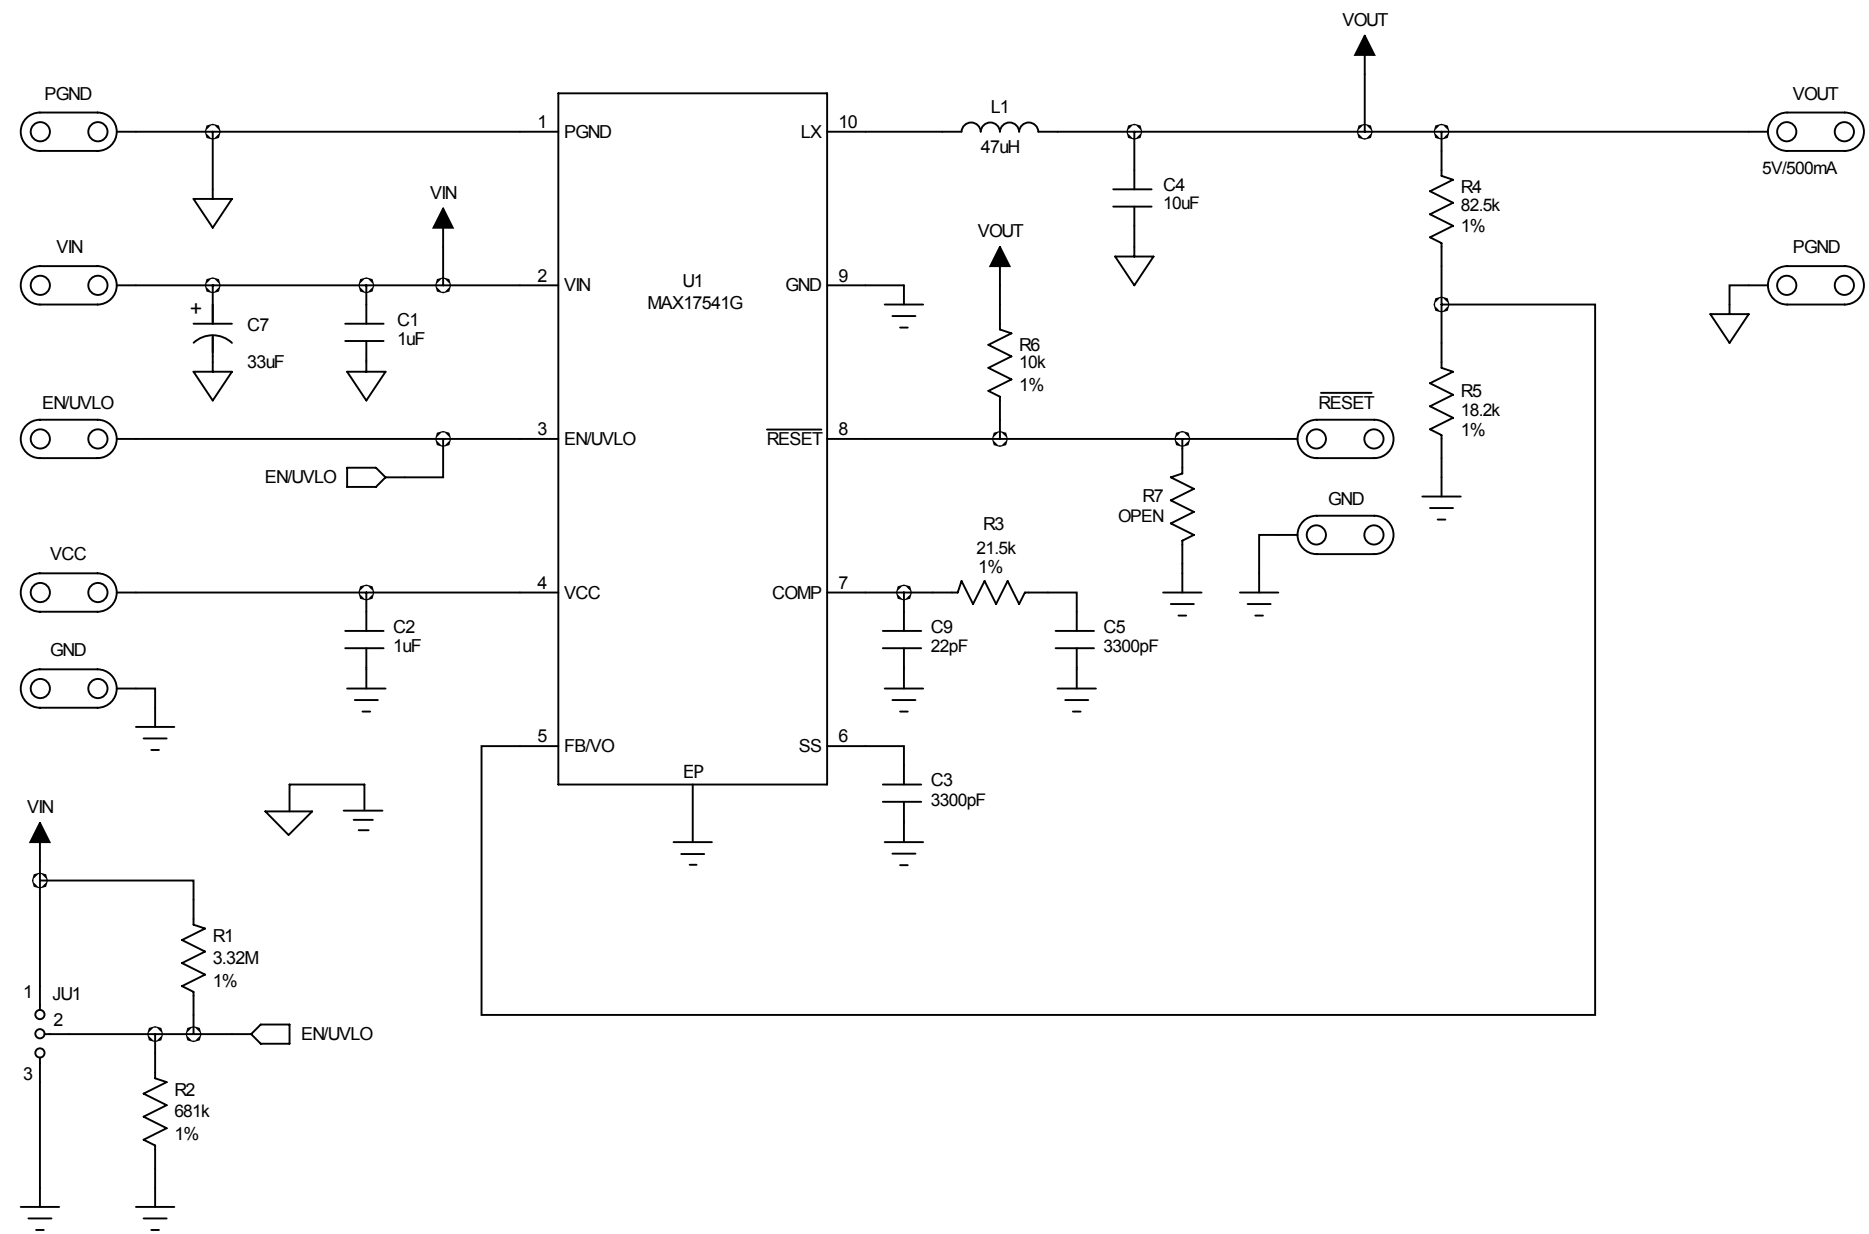 VOUT
PGND
VOUT
1
PGND
LX
10
L1
47uH
5V/500mA
VIN
C4
10uF
R4
82.5k
1%
VOUT
VIN
PGND
2
VIN
U1
MAX17541G
GND
9
+
C7
33uF
C1
1uF
R6
10k
1%
EN/UVLO
RESET
R5
18.2k
1%
3
EN/UVLO
RESET
8
EN/UVLO
R7
OPEN
GND
R3
21.5k
1%
VCC
4
VCC
COMP
7
C2
1uF
C9
22pF
C5
3300pF
GND
5
FB/VO
SS
6
EP
C3
3300pF
VIN
R1
3.32M
1%
1
JU1
2
EN/UVLO
3
R2
681k
1%